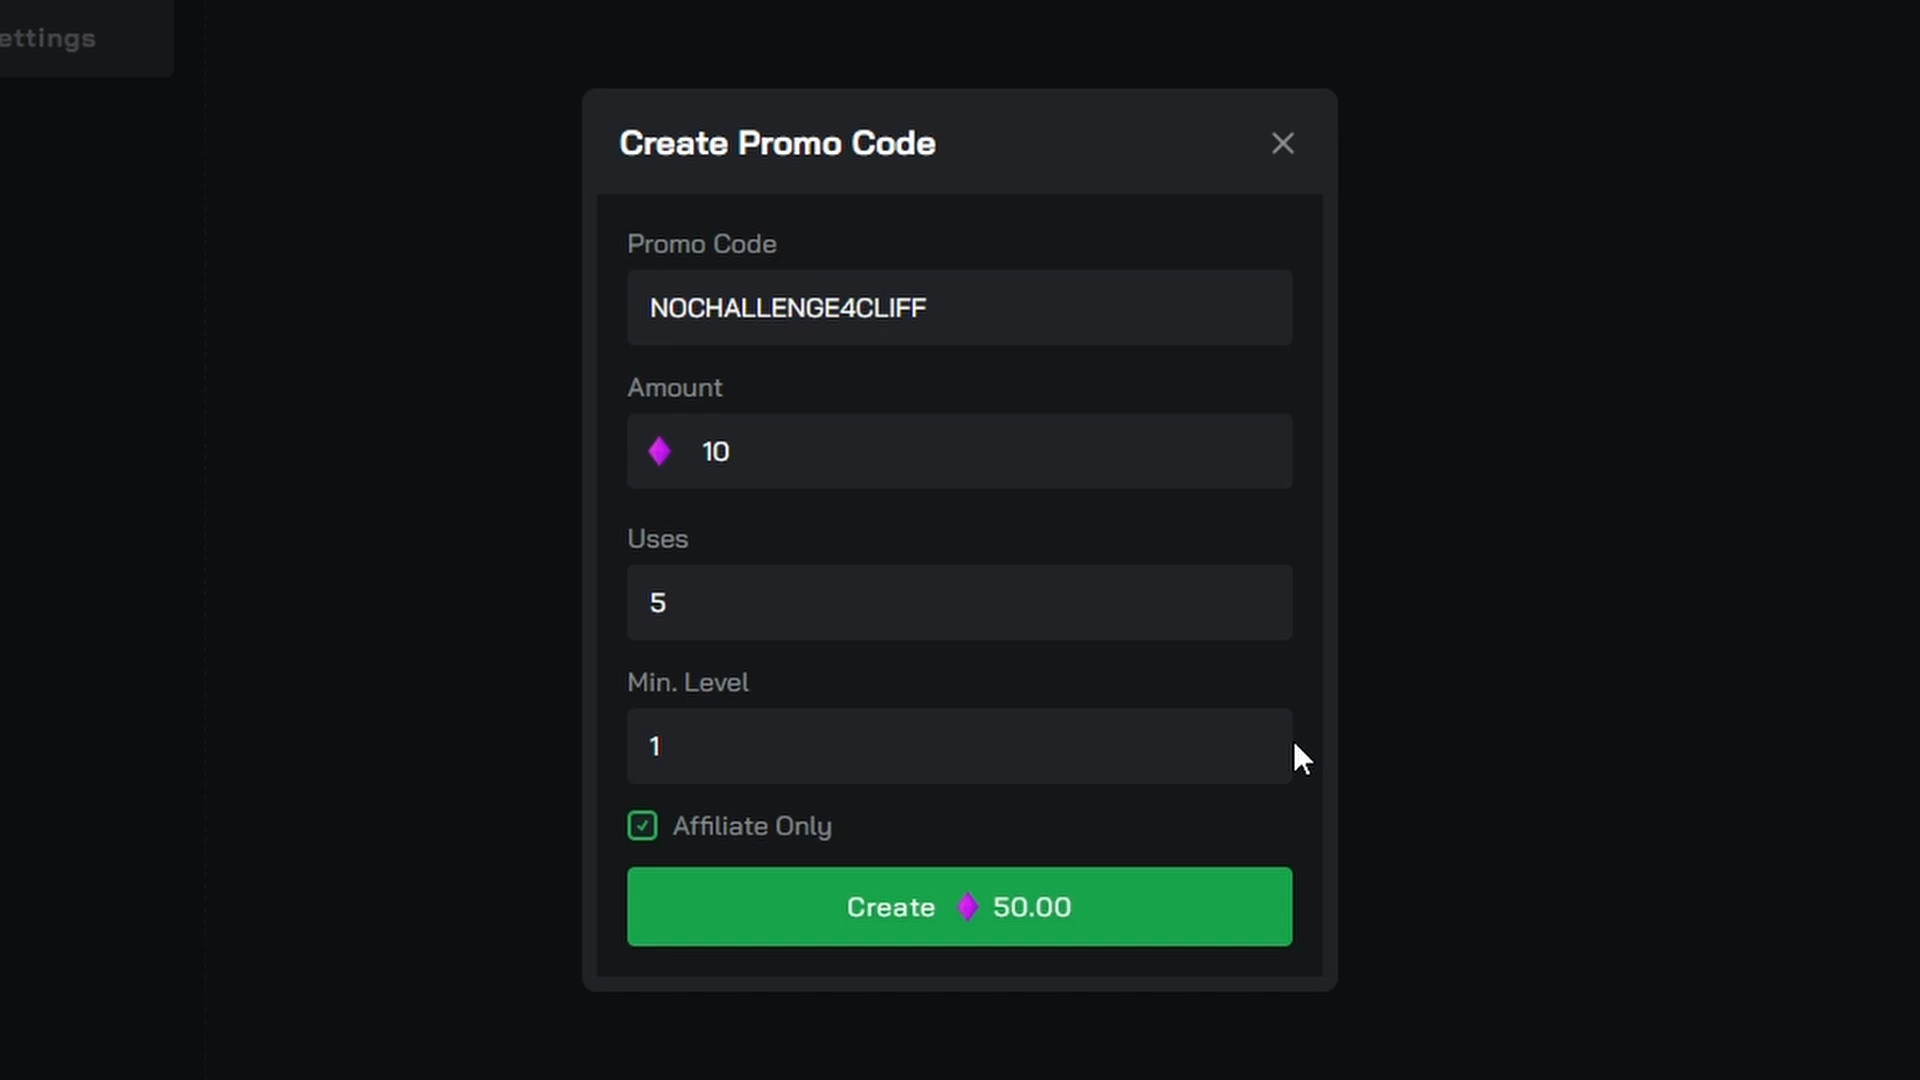 ettings
Create Promo Code
Promo Code
NOCHALLENGE4CLIFF
Amount
10
Uses
5
Min. Level
1
Affiliate Only
Create 50.00